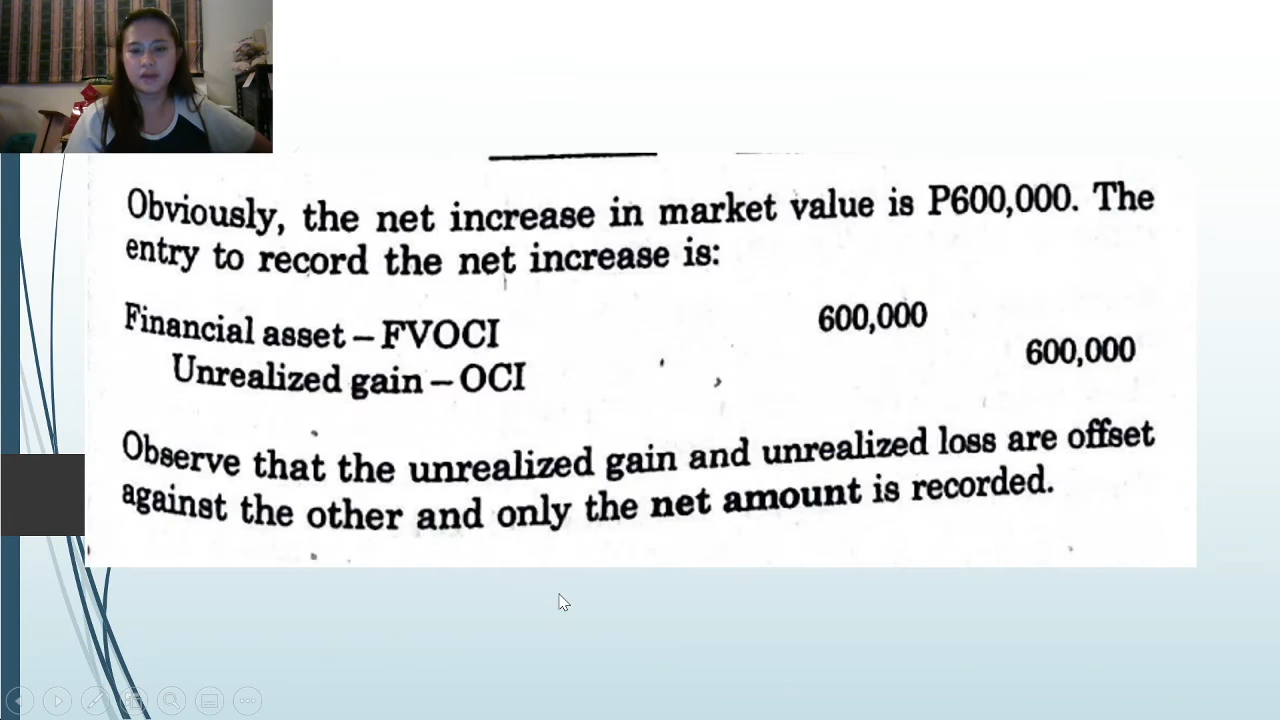 Obviously, the net increase in market value is P600,000. The
entry to record the net increase is:
Financial asset – FVOCI 600,000
Unrealized gain – OCI 600,000
Observe that the unrealized gain and unrealized loss are offset
against the other and only the net amount is recorded.